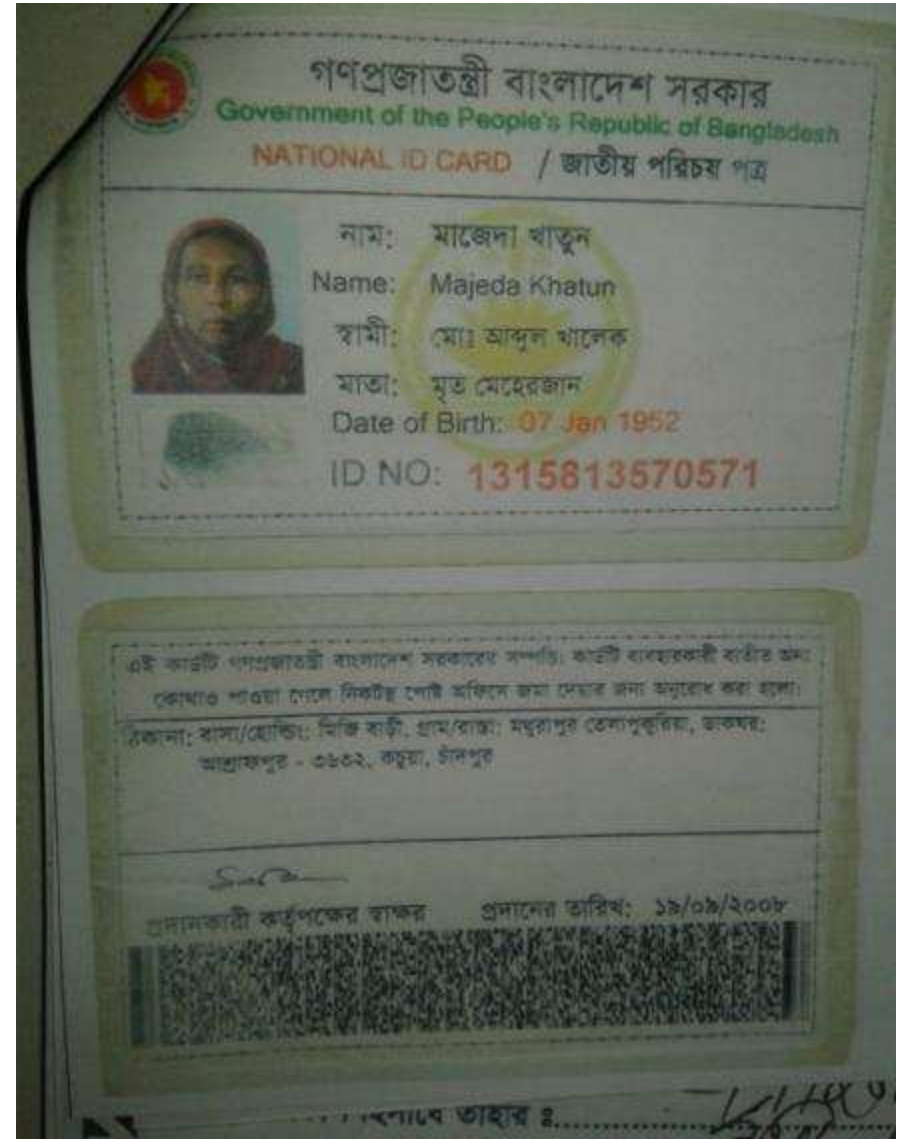 গণপ্রজাতন্ত্রী বাংলাদেশ সরকার
Government of the People's Republic of Bangladesh
NATIONAL ID CARD / জাতীয় পরিচয় পত্র
নাম: মাজেদা খাতুন
Name: Majeda Khatun
স্বামী: মোঃ আব্দুল খালেক
মাতা: মৃত মেহেরজান
Date of Birth: 07 Jan 1952
ID NO: 1315813570571
এই কার্ডটি গণপ্রজাতন্ত্রী বাংলাদেশ সরকারের সম্পত্তি। কার্ডটি ব্যবহারকারী ব্যতীত অন্য
কোথাও পাওয়া গেলে নিকটস্থ পোষ্ট অফিসে জমা দেবার জন্য অনুরোধ করা হলো।
ঠিকানা: বাসা/হোল্ডিং: মিজি বাড়ী, গ্রাম/রাস্তা: মথুরাপুর তেলাপুকুরিয়া, ডাকঘর:
আশ্রাফপুর - ৩৬৩২, কচুয়া, চাঁদপুর
প্রদানকারী কর্তৃপক্ষের স্বাক্ষর প্রদানের তারিখ: ১৯/০৯/২০০৮
তাহার ঃ